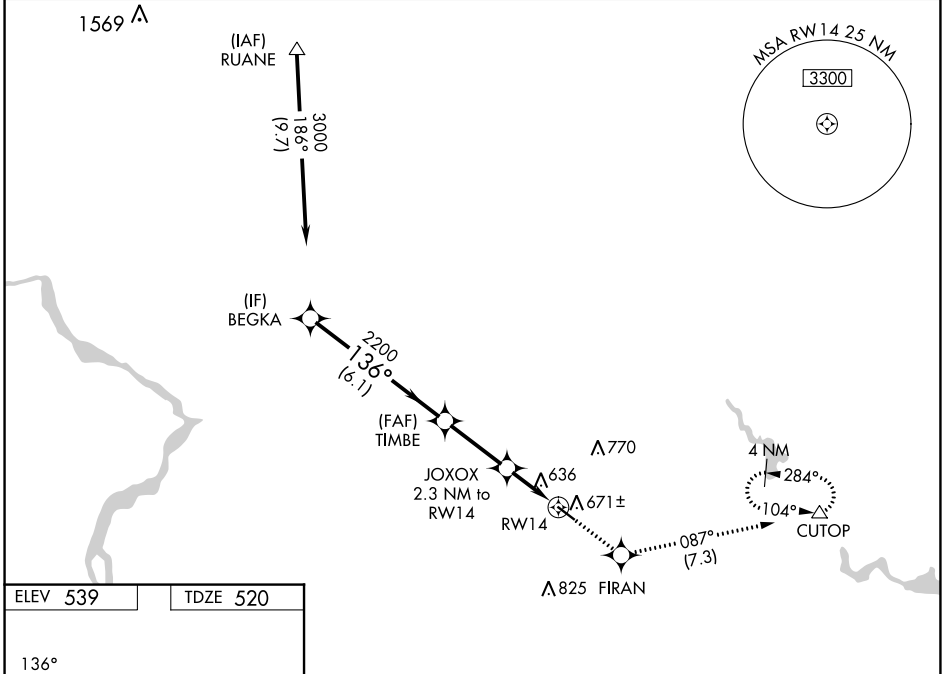 1569
(IAF)
RUANE
3000
186°
(9.7)
MSA RW14 25 NM
3300
(IF)
BEGKA
2200
136°
(6.1)
(FAF)
TIMBE
JOXOX
2.3 NM to
RW14
636
770
671±
RW14
4 NM
284°
104°
CUTOP
087°
(7.3)
825
FIRAN
ELEV 539
TDZE 520
136°